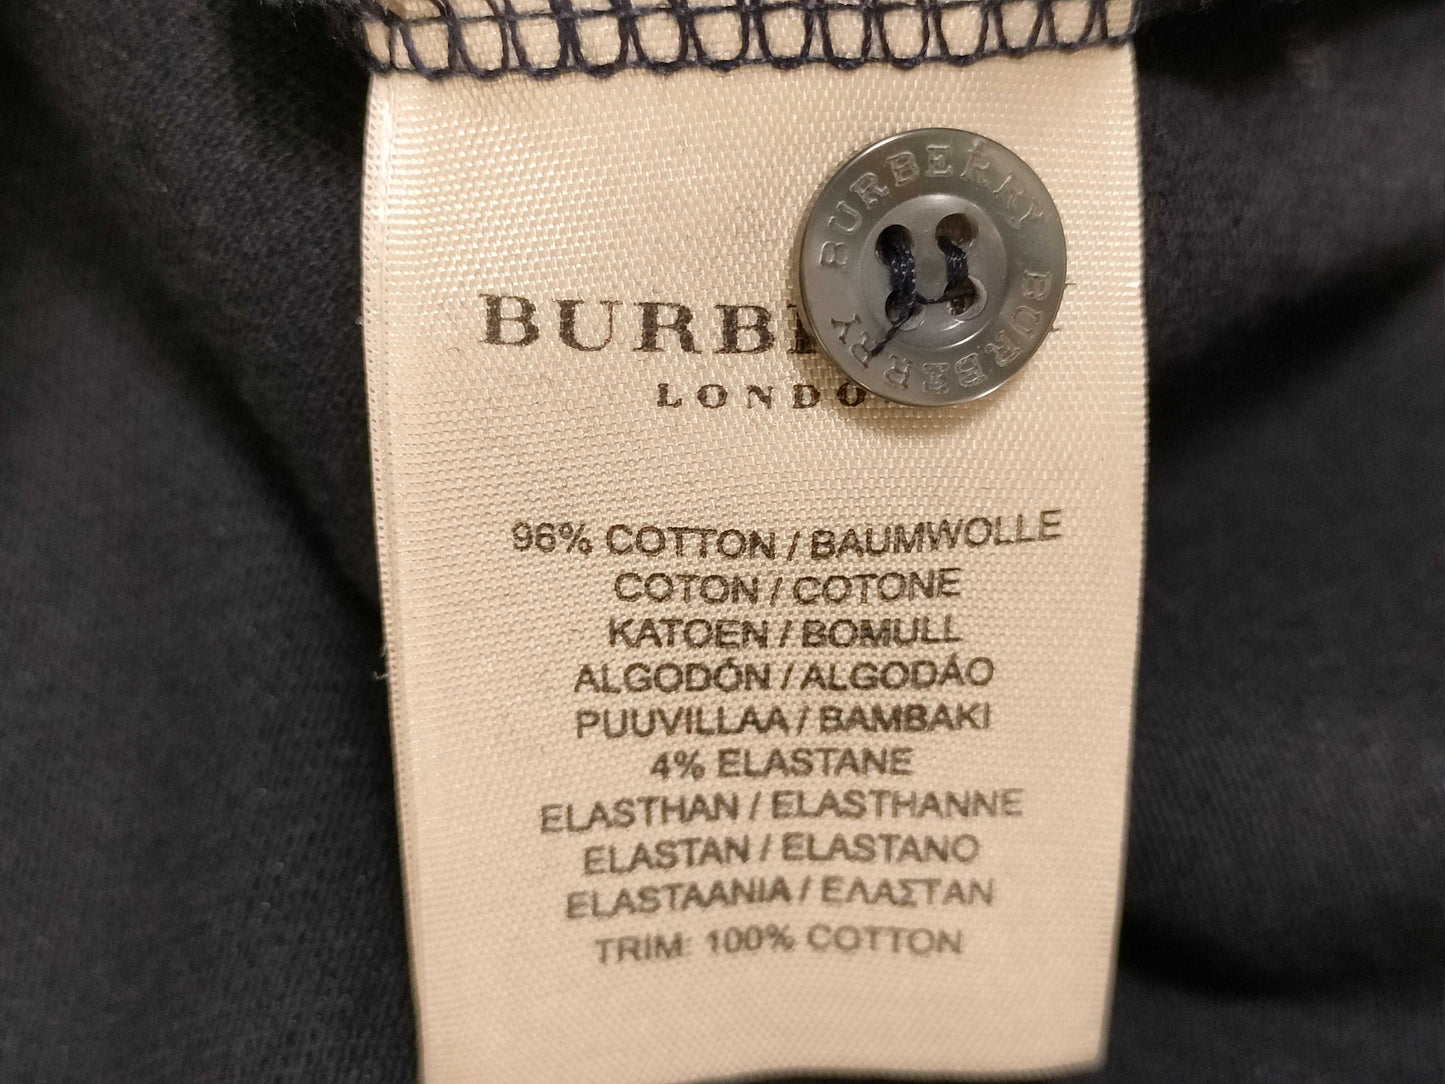 BURBERRY BURBERRY
BURB
LONDO
96% COTTON / BAUMWOLLE
COTON / COTONE
KATOEN / BOMULL
ALGODÓN / ALGODÁO
PUUVILLAA / BAMBAKI
4% ELASTANE
ELASTHAN / ELASTHANNE
ELASTAN / ELASTANO
ELASTAANIA / ΕΛΑΣΤΑΝ
TRIM: 100% COTTON